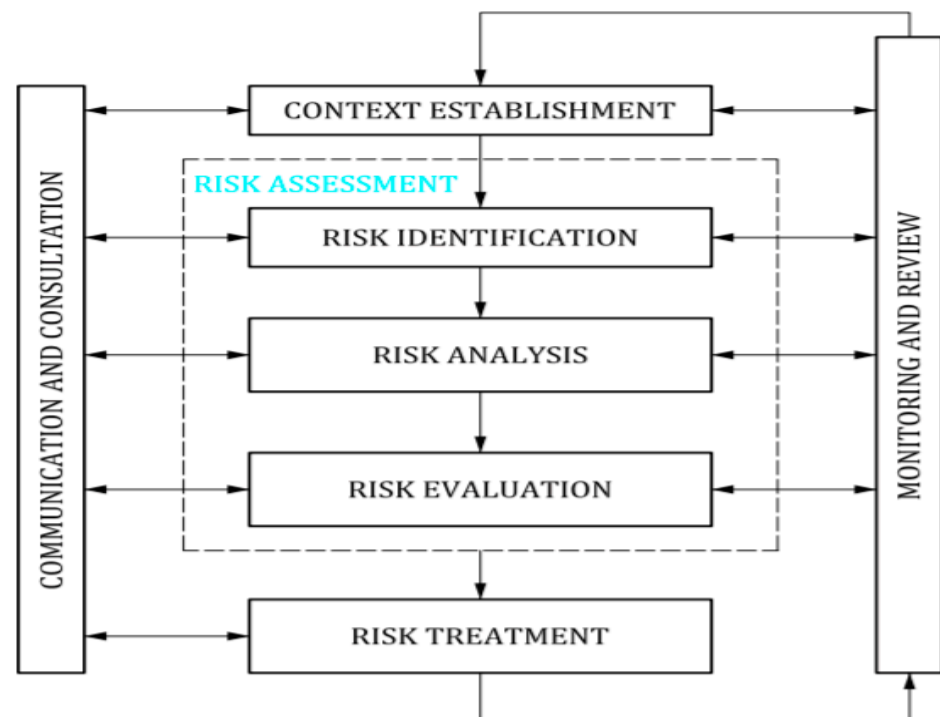 CONTEXT ESTABLISHMENT
RISK ASSESSMENT
RISK IDENTIFICATION
RISK ANALYSIS
RISK EVALUATION
RISK TREATMENT
COMMUNICATION AND CONSULTATION
MONITORING AND REVIEW